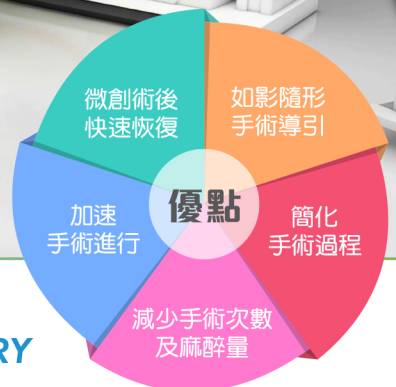 微創術後
快速恢復
如影隨形
手術導引
優點
加速
手術進行
簡化
手術過程
減少手術次數
及麻醉量
RY